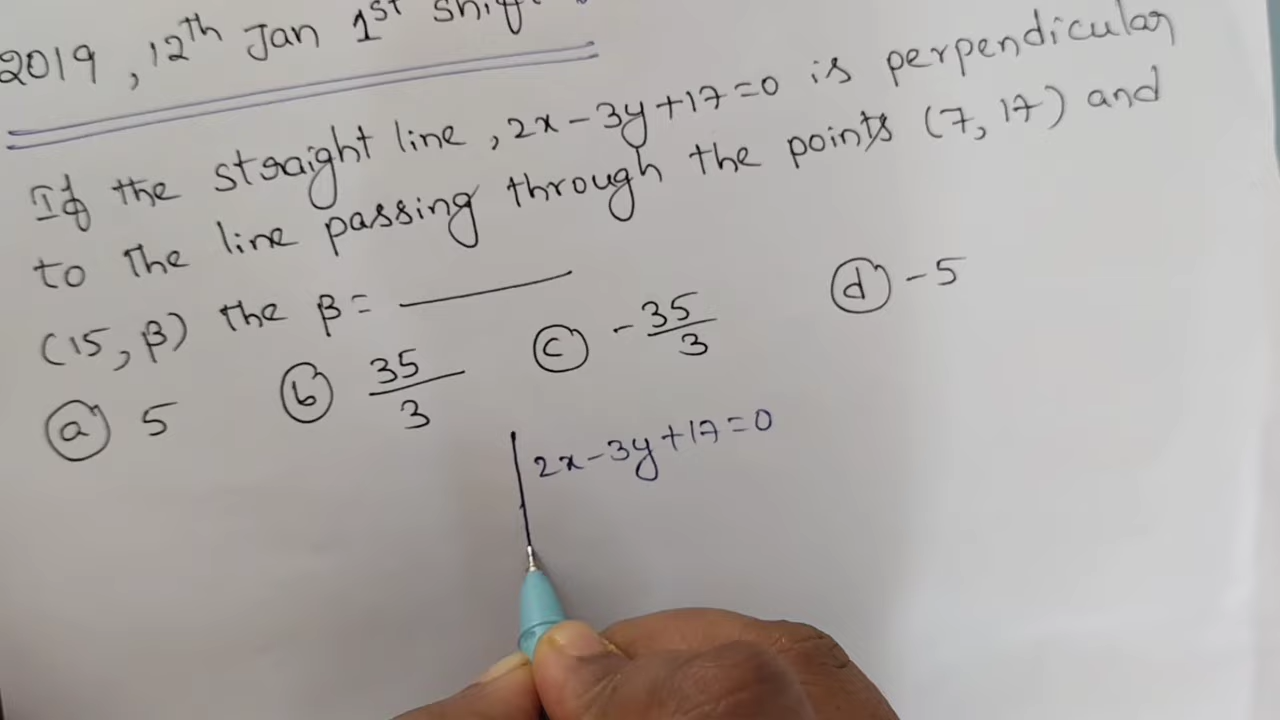 2019, 12th Jan 1st shift
If the straight line, 2x - 3y + 17 = 0 is perpendicular
to the line passing through the points (7, 17) and
(15, β) the β = ______
(a) 5 (b) 35/3 (c) -35/3 (d) -5
2x - 3y + 17 = 0